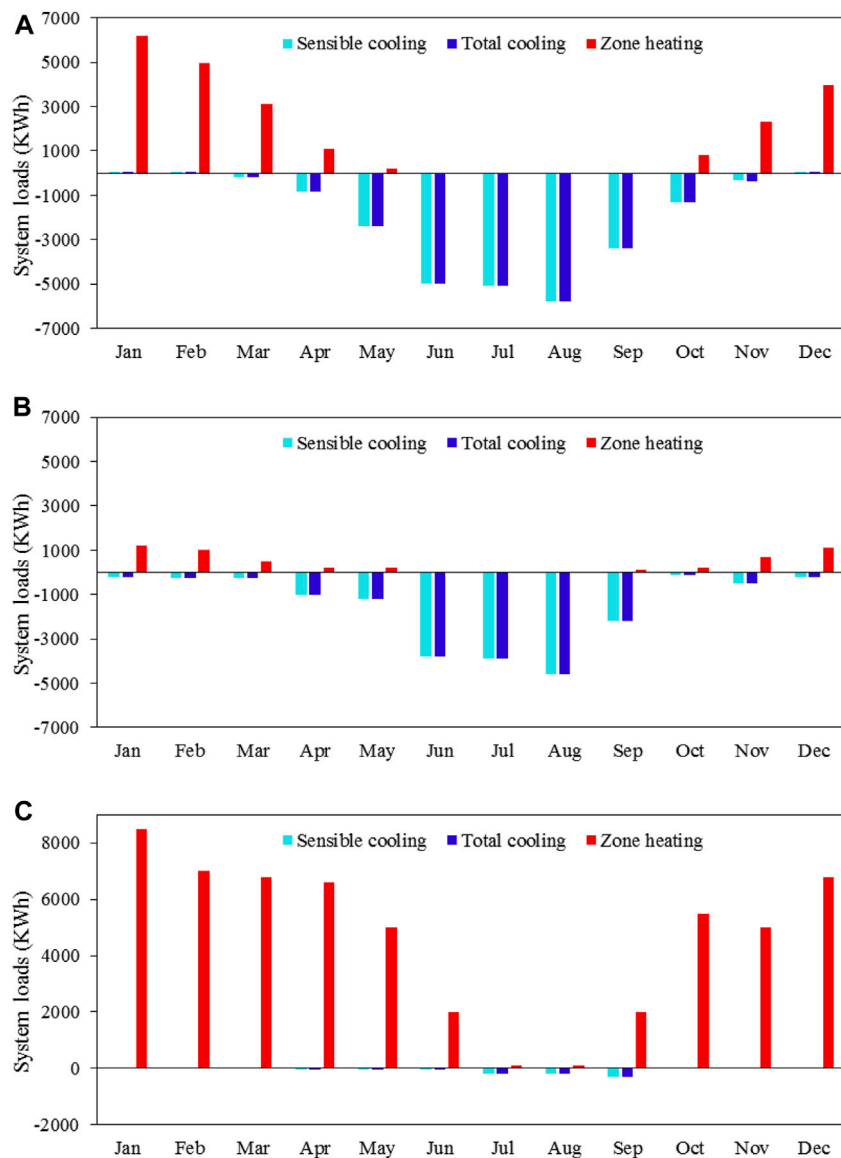 A
System loads (KWh)
7000
5000
3000
1000
-1000
-3000
-5000
-7000
Sensible cooling Total cooling Zone heating
Jan Feb Mar Apr May Jun Jul Aug Sep Oct Nov Dec
B
System loads (KWh)
7000
5000
3000
1000
-1000
-3000
-5000
-7000
Sensible cooling Total cooling Zone heating
Jan Feb Mar Apr May Jun Jul Aug Sep Oct Nov Dec
C
System loads (KWh)
8000
6000
4000
2000
0
-2000
Sensible cooling Total cooling Zone heating
Jan Feb Mar Apr May Jun Jul Aug Sep Oct Nov Dec